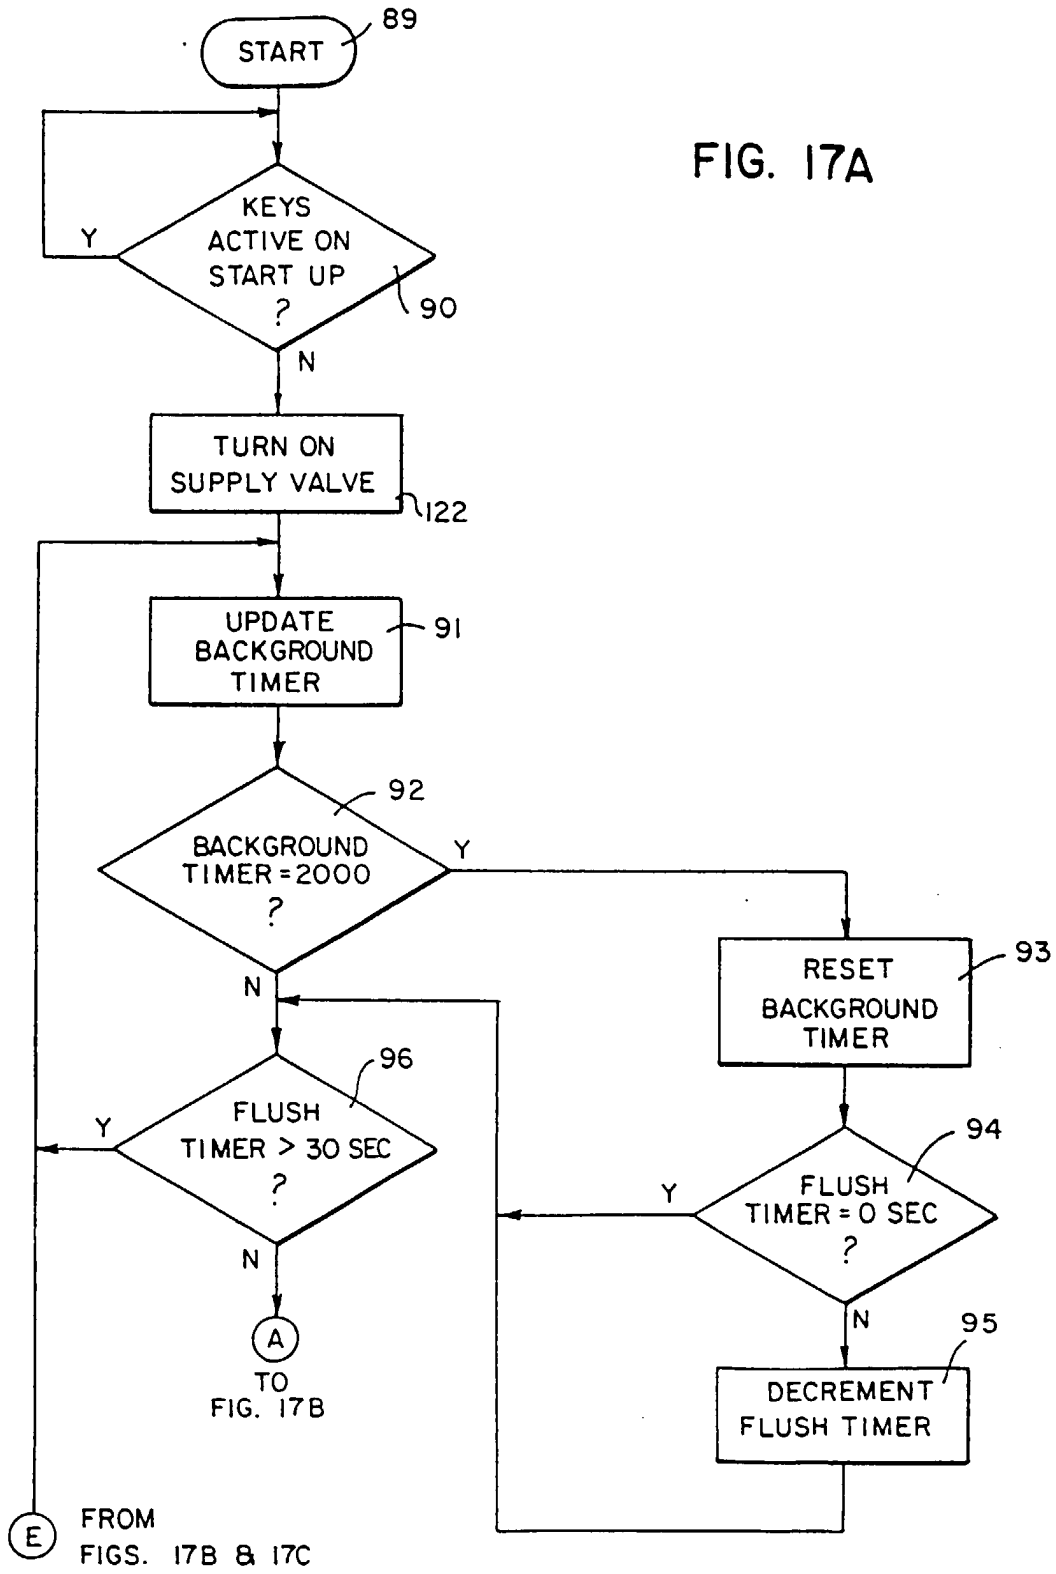 START
89
FIG. 17A
KEYS
ACTIVE ON
START UP
?
Y
90
N
TURN ON
SUPPLY VALVE
122
UPDATE
BACKGROUND
TIMER
91
92
BACKGROUND
TIMER = 2000
?
Y
N
RESET
BACKGROUND
TIMER
93
96
FLUSH
TIMER > 30 SEC
?
Y
N
94
FLUSH
TIMER = 0 SEC
?
Y
N
A
TO
FIG. 17B
95
DECREMENT
FLUSH TIMER
E
FROM
FIGS. 17B & 17C